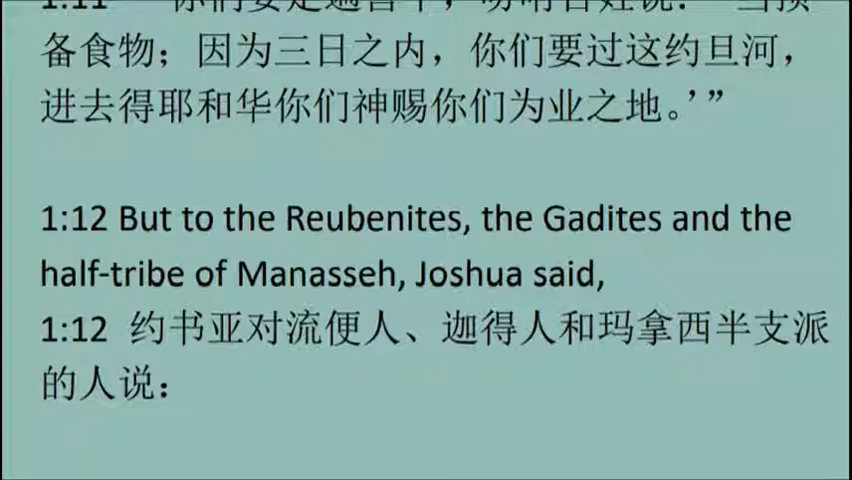 备食物；因为三日之内，你们要过这约旦河，
进去得耶和华你们神赐你们为业之地。’”
1:12 But to the Reubenites, the Gadites and the
half-tribe of Manasseh, Joshua said,
1:12 约书亚对流便人、迦得人和玛拿西半支派
的人说：